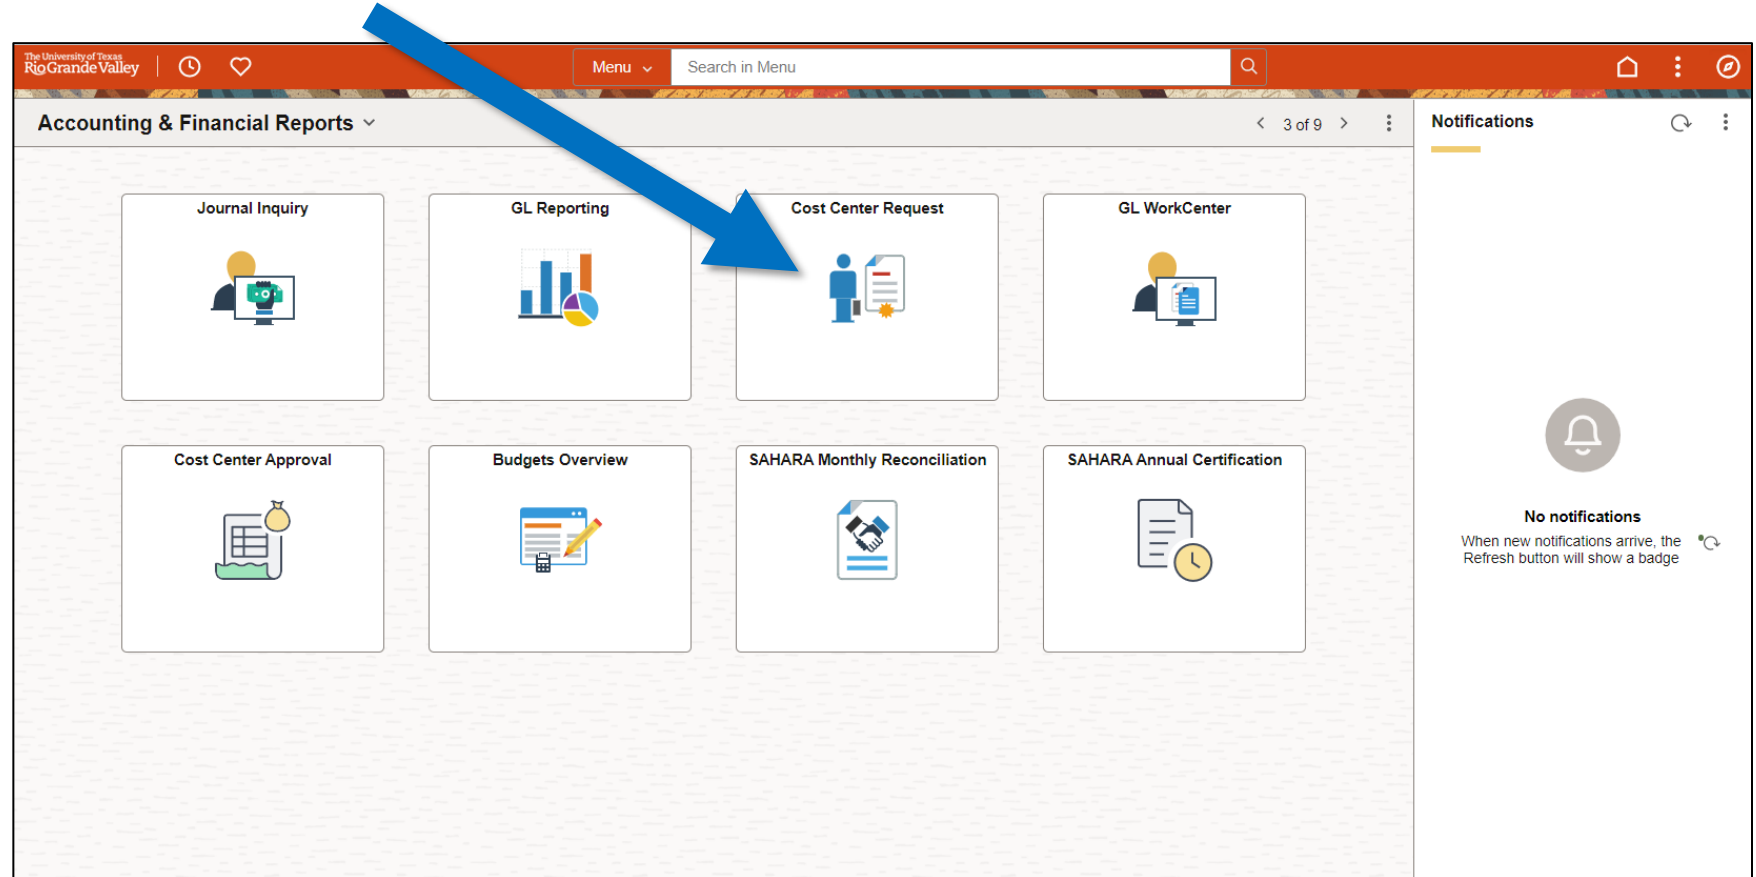 The University of Texas
RioGrande Valley
Menu
Search in Menu
Accounting & Financial Reports
3 of 9
Notifications
Journal Inquiry
GL Reporting
Cost Center Request
GL WorkCenter
Cost Center Approval
Budgets Overview
SAHARA Monthly Reconciliation
SAHARA Annual Certification
No notifications
When new notifications arrive, the
Refresh button will show a badge